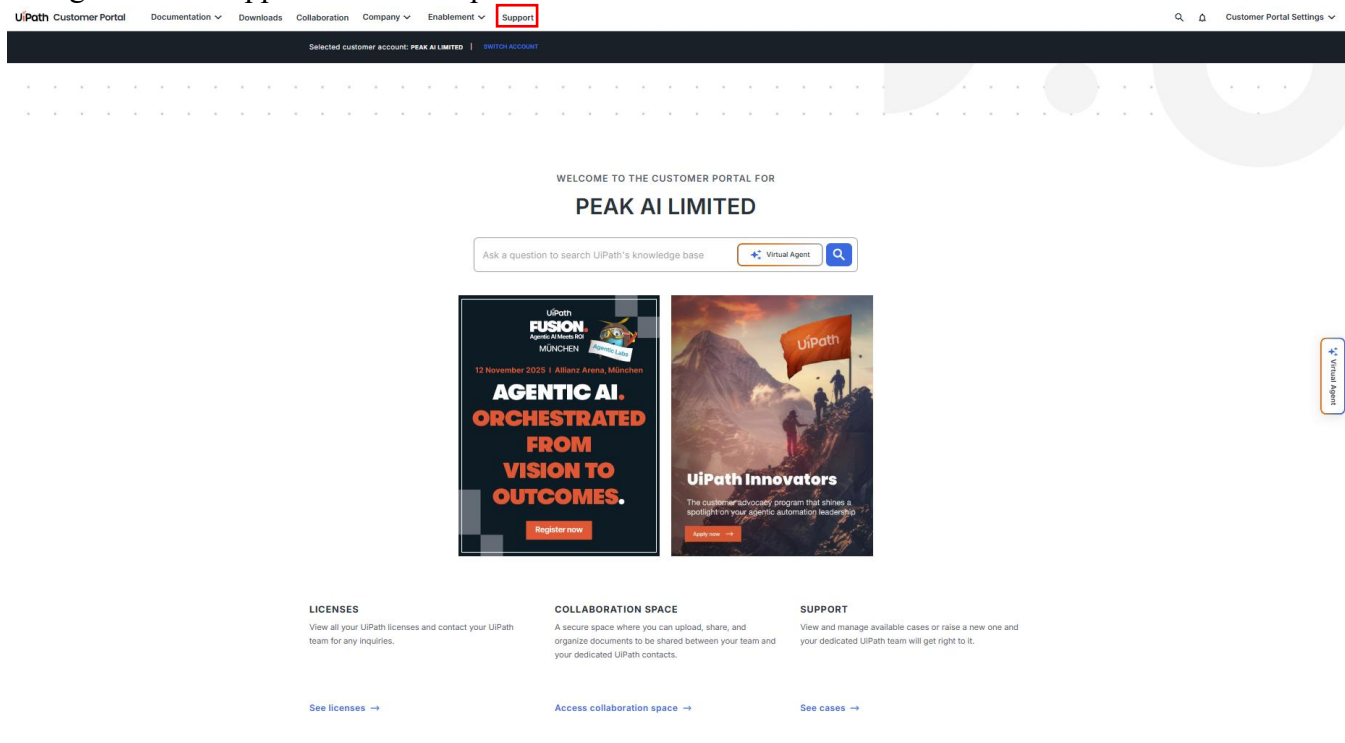 UiPath Customer Portal Documentation Downloads Collaboration Company Enablement Support Customer Portal Settings
Selected customer account: PEAK AI LIMITED | SWITCH ACCOUNT
WELCOME TO THE CUSTOMER PORTAL FOR
PEAK AI LIMITED
Ask a question to search UiPath's knowledge base Virtual Agent
UiPath
FUSION.
Agentic AI Meets ROI
MÜNCHEN
Agentic Labs
12 November 2025 | Allianz Arena, München
AGENTIC AI.
ORCHESTRATED
FROM
VISION TO
OUTCOMES.
Register now
UiPath
UiPath Innovators
The customer advocacy program that shines a
spotlight on your agentic automation leadership
Apply now →
Virtual Agent
LICENSES
View all your UiPath licenses and contact your UiPath
team for any inquiries.
See licenses →
COLLABORATION SPACE
A secure space where you can upload, share, and
organize documents to be shared between your team and
your dedicated UiPath contacts.
Access collaboration space →
SUPPORT
View and manage available cases or raise a new one and
your dedicated UiPath team will get right to it.
See cases →